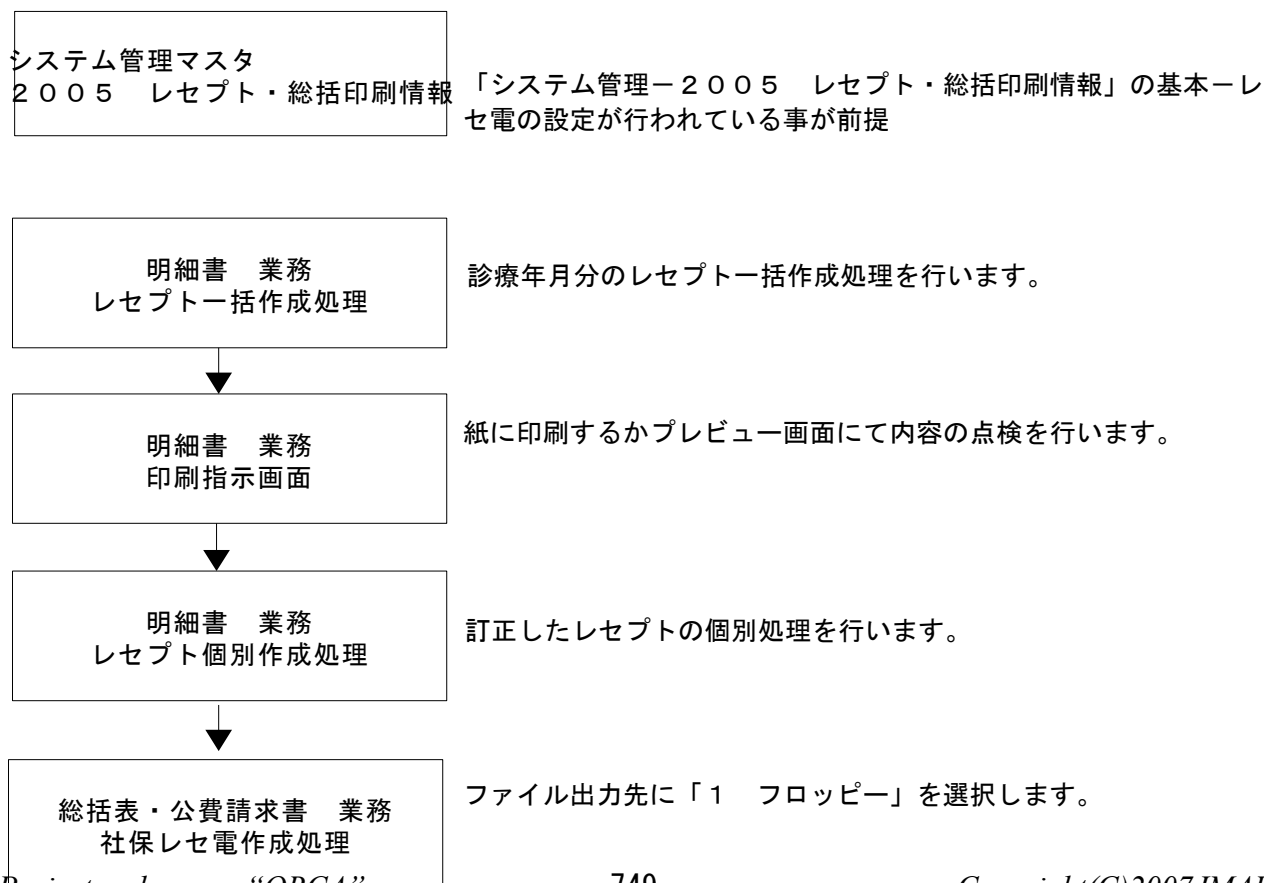 システム管理マスタ
２００５　レセプト・総括印刷情報
「システム管理－２００５　レセプト・総括印刷情報」の基本－レ
セ電の設定が行われている事が前提
明細書　業務
レセプト一括作成処理
診療年月分のレセプト一括作成処理を行います。
明細書　業務
印刷指示画面
紙に印刷するかプレビュー画面にて内容の点検を行います。
明細書　業務
レセプト個別作成処理
訂正したレセプトの個別処理を行います。
総括表・公費請求書　業務
社保レセ電作成処理
ファイル出力先に「１　フロッピー」を選択します。
"ORCA" 749 Copyright(C)2007 JMA